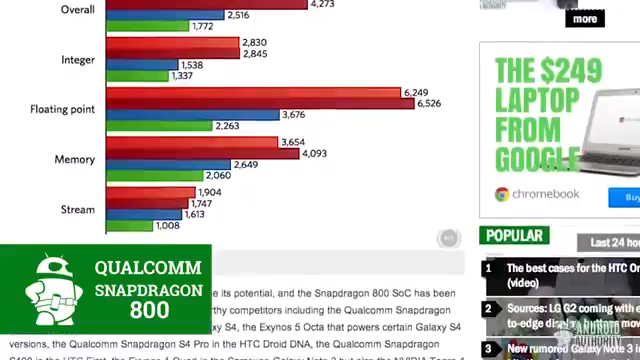 Overall
4,273
2,516
1,772
more
Integer
2,830
2,845
1,538
1,337
Floating point
6,249
6,526
3,676
2,263
Memory
3,654
4,093
2,649
2,060
Stream
1,904
1,747
1,613
1,008
THE $249
LAPTOP
FROM
GOOGLE
chromebook
Buy
POPULAR
Last 24 hou
1 The best cases for the HTC Or
(video)
2 Sources: LG G2 coming with e
to-edge
3 New rumored Galaxy Note 3
ANDROID
AUTHORITY
QUALCOMM
SNAPDRAGON
800
e its potential, and the Snapdragon 800 SoC has been
rthy competitors including the Qualcomm
y S4, the Exynos 5 Octa that powers certain Galaxy S4
versions, the Qualcomm Snapdragon S4 Pro in the HTC Droid DNA, the Qualcomm